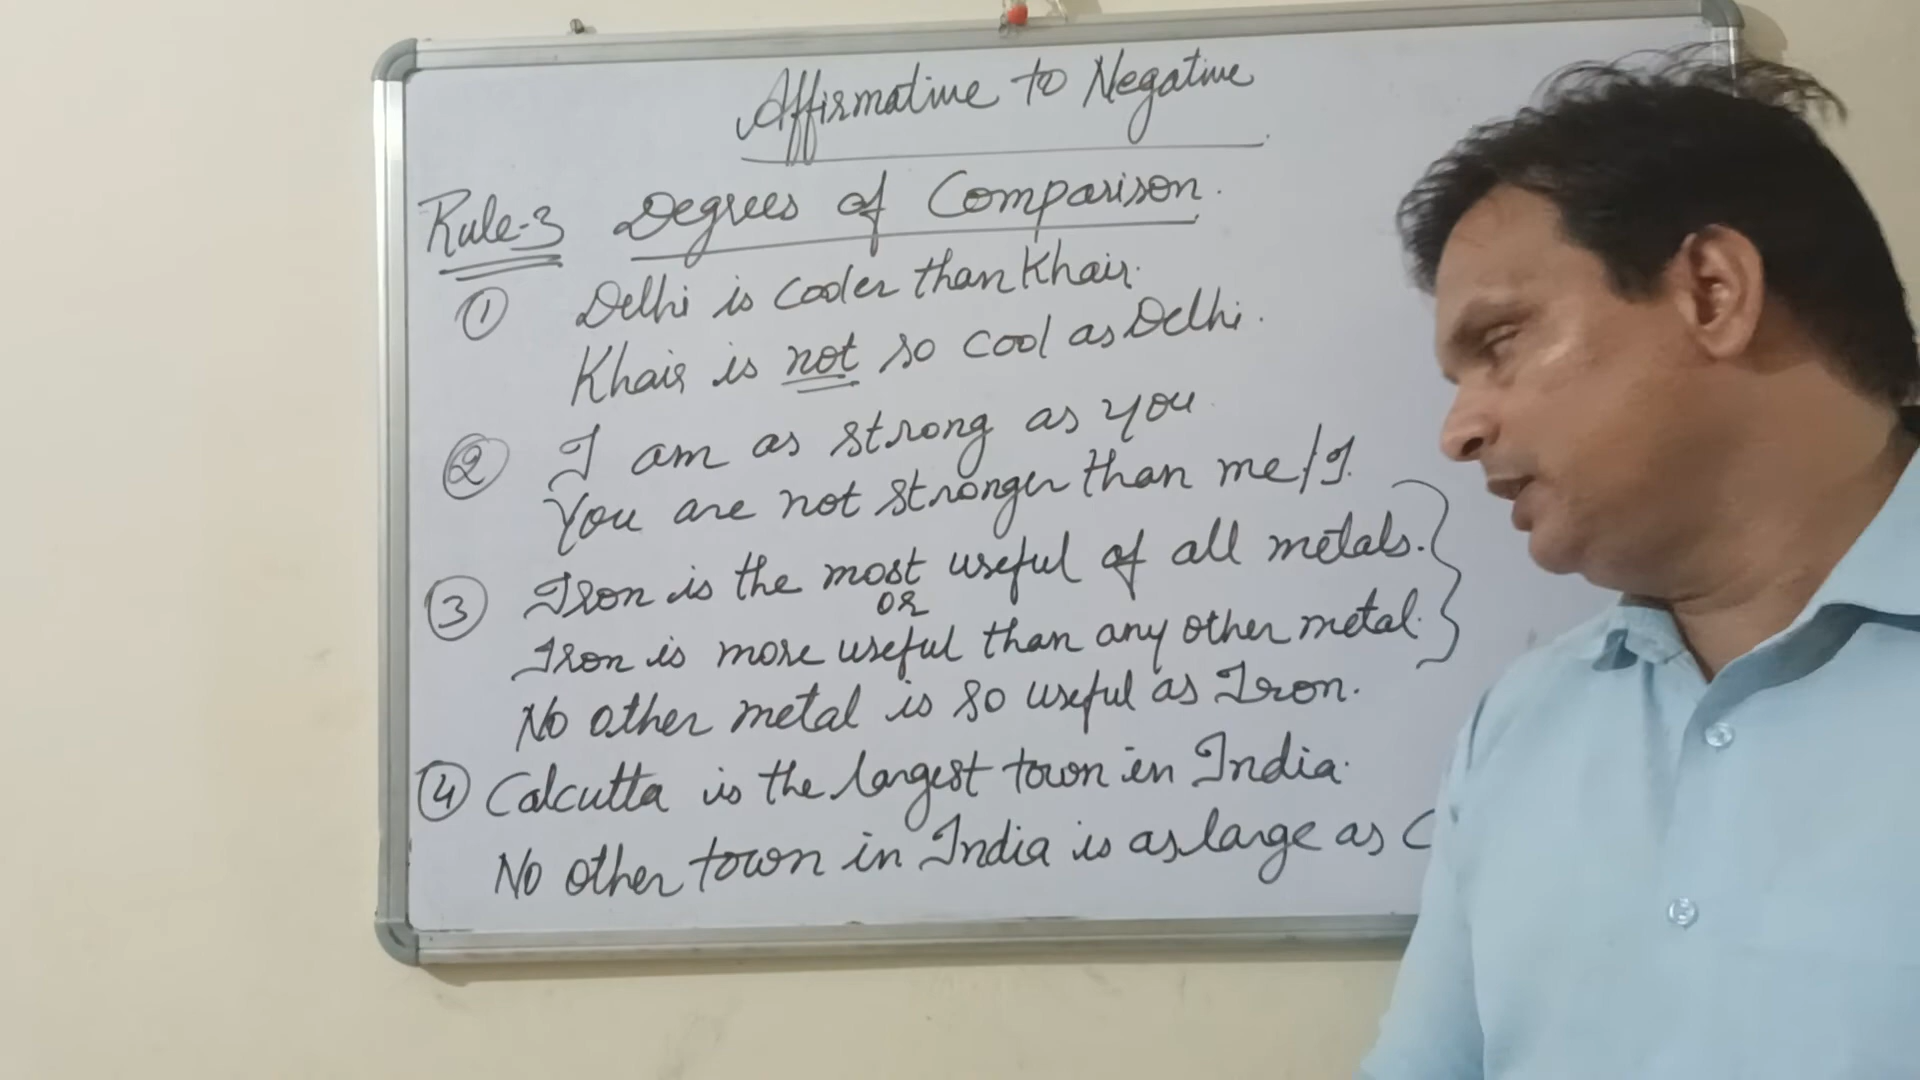 Affirmative to Negative
Rule-3 Degrees of Comparison.
① Delhi is cooler than Khair.
Khair is not so cool as Delhi.
② I am as strong as you
You are not stronger than me/I.
③ Iron is the most useful of all metals.
OR
Iron is more useful than any other metal.
No other metal is so useful as Iron.
④ Calcutta is the largest town in India.
No other town in India is as large as C